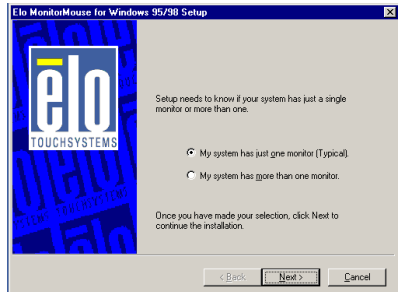 Elo MonitorMouse for Windows 95/98 Setup
elo
TOUCHSYSTEMS
Setup needs to know if your system has just a single
monitor or more than one.
My system has just one monitor (Typical).
My system has more than one monitor.
Once you have made your selection, click Next to
continue the installation.
< Back
Next >
Cancel